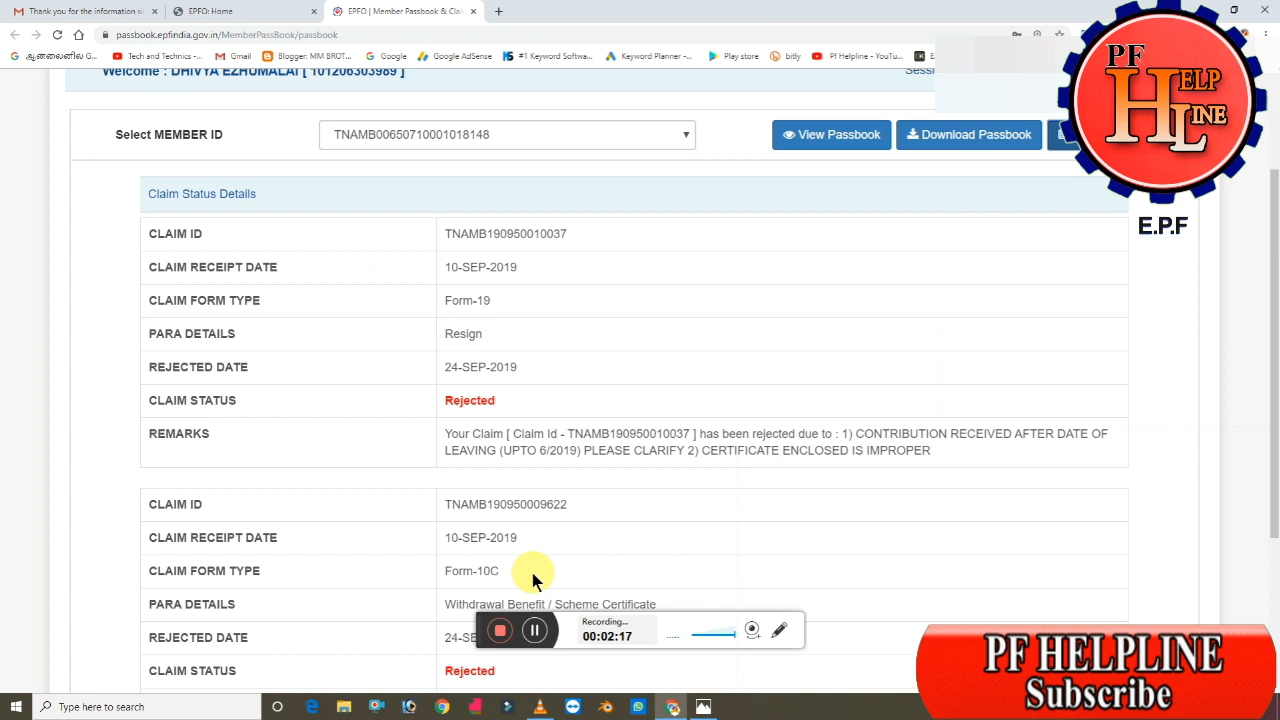 Thank you for the information si
EPFO: Home
EPFO | Member Passbook & Cla
passbook.epfindia.gov.in/MemberPassBook/passbook
Tech and Technics -...
Gmail
Blogger: MM BROT...
Google
Google AdSense
#1 Keyword Softwa...
Keyword Planner -...
Play store
bitly
PF Helpline - YouTu...
Welcome : DHIVYA EZHUMALAI [ 101206303989 ]
Select MEMBER ID
TNAMB00650710001018148
View Passbook
Download Passbook
PF
HELP
LINE
E.P.F
Claim Status Details
CLAIM ID TNAMB190950010037
CLAIM RECEIPT DATE 10-SEP-2019
CLAIM FORM TYPE Form-19
PARA DETAILS Resign
REJECTED DATE 24-SEP-2019
CLAIM STATUS Rejected
REMARKS Your Claim [ Claim Id - TNAMB190950010037 ] has been rejected due to : 1) CONTRIBUTION RECEIVED AFTER DATE OF
LEAVING (UPTO 6/2019) PLEASE CLARIFY 2) CERTIFICATE ENCLOSED IS IMPROPER
CLAIM ID TNAMB190950009622
CLAIM RECEIPT DATE 10-SEP-2019
CLAIM FORM TYPE Form-10C
PARA DETAILS Withdrawal Benefit / Scheme Certificate
REJECTED DATE 24-SE
CLAIM STATUS Rejected
Recording...
00:02:17
PF HELPLINE
Subscribe
Type here to search